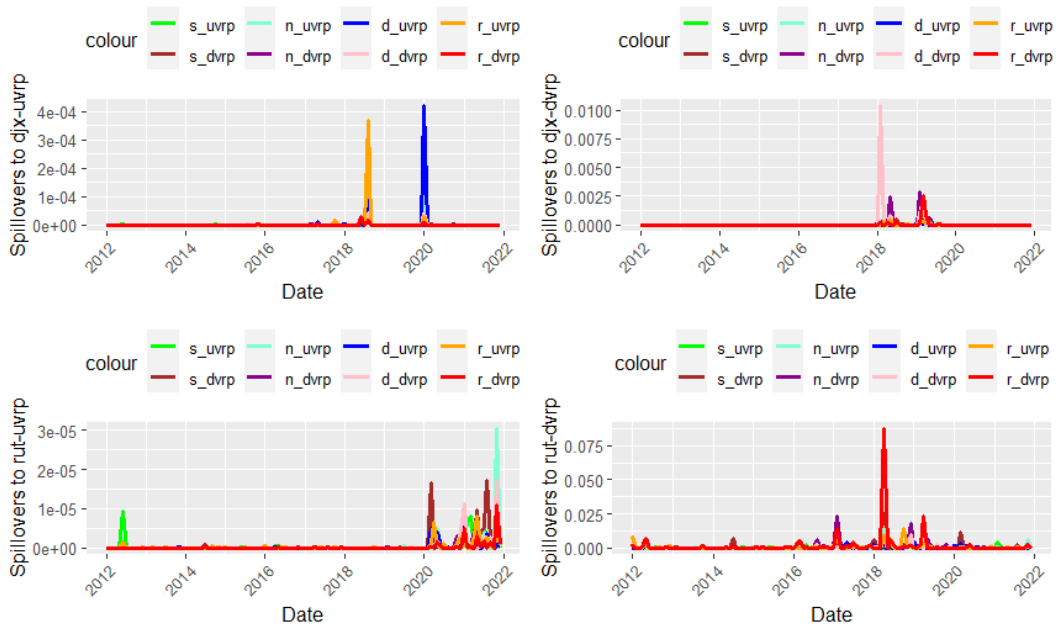 colour
s_uvrp n_uvrp d_uvrp r_uvrp
s_dvrp n_dvrp d_dvrp r_dvrp
Spillovers to djx-uvrp
4e-04
3e-04
2e-04
1e-04
0e+00
2012 2014 2016 2018 2020 2022
Date
colour
s_uvrp n_uvrp d_uvrp r_uvrp
s_dvrp n_dvrp d_dvrp r_dvrp
Spillovers to djx-dvrp
0.0100
0.0075
0.0050
0.0025
0.0000
2012 2014 2016 2018 2020 2022
Date
colour
s_uvrp n_uvrp d_uvrp r_uvrp
s_dvrp n_dvrp d_dvrp r_dvrp
Spillovers to rut-uvrp
3e-05
2e-05
1e-05
0e+00
2012 2014 2016 2018 2020 2022
Date
colour
s_uvrp n_uvrp d_uvrp r_uvrp
s_dvrp n_dvrp d_dvrp r_dvrp
Spillovers to rut-dvrp
0.075
0.050
0.025
0.000
2012 2014 2016 2018 2020 2022
Date